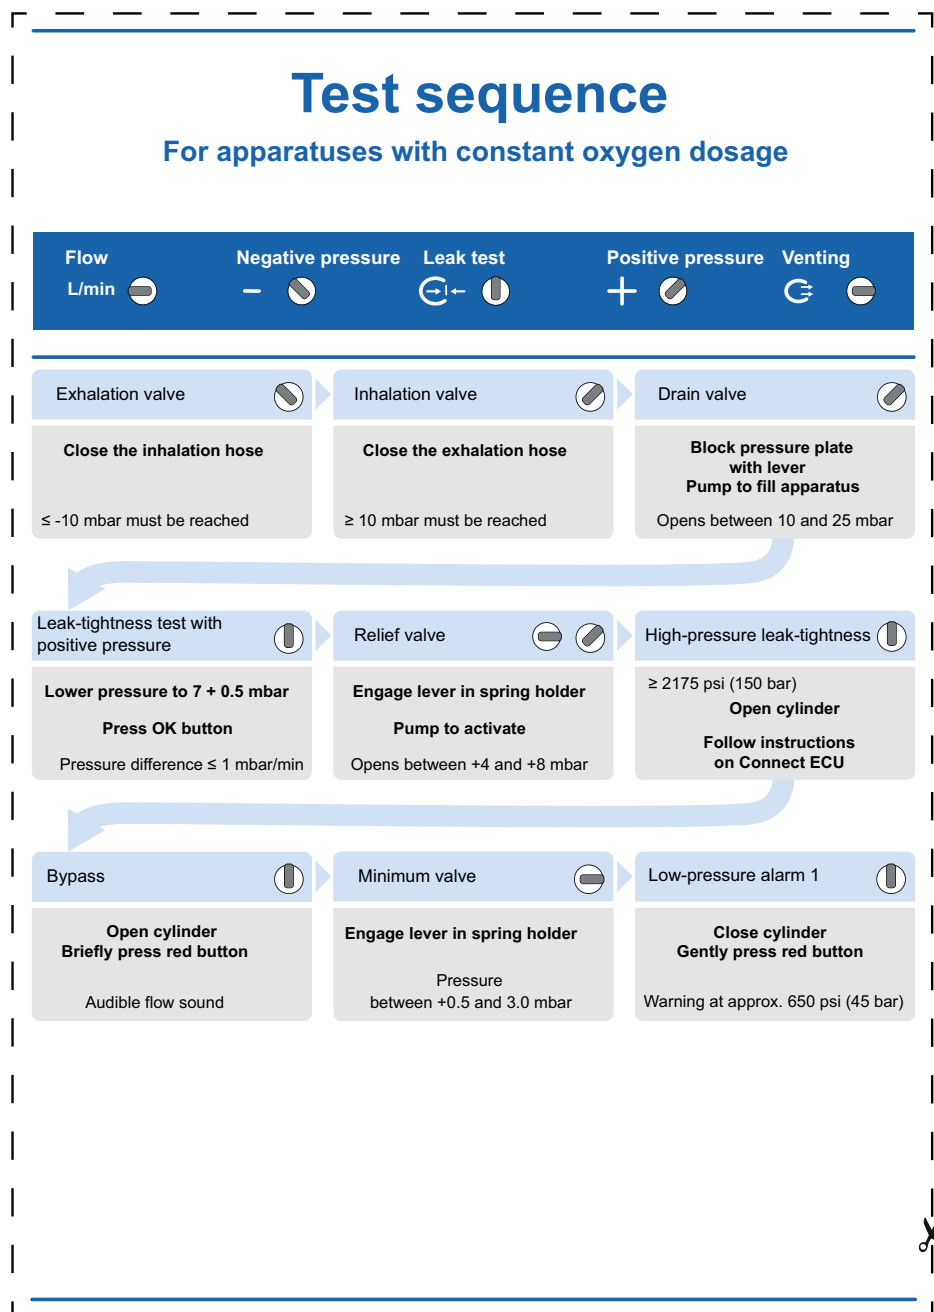 Test sequence
For apparatuses with constant oxygen dosage
Flow
L/min
Negative pressure
Leak test
Positive pressure
Venting
Exhalation valve
Close the inhalation hose
≤ -10 mbar must be reached
Inhalation valve
Close the exhalation hose
≥ 10 mbar must be reached
Drain valve
Block pressure plate
with lever
Pump to fill apparatus
Opens between 10 and 25 mbar
Leak-tightness test with
positive pressure
Lower pressure to 7 + 0.5 mbar
Press OK button
Pressure difference ≤ 1 mbar/min
Relief valve
Engage lever in spring holder
Pump to activate
Opens between +4 and +8 mbar
High-pressure leak-tightness
≥ 2175 psi (150 bar)
Open cylinder
Follow instructions
on Connect ECU
Bypass
Open cylinder
Briefly press red button
Audible flow sound
Minimum valve
Engage lever in spring holder
Pressure
between +0.5 and 3.0 mbar
Low-pressure alarm 1
Close cylinder
Gently press red button
Warning at approx. 650 psi (45 bar)